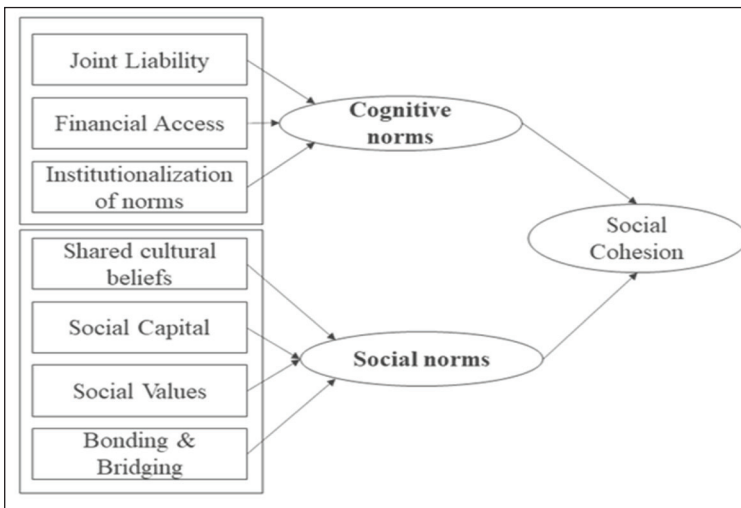 Joint Liability
Financial Access
Institutionalization
of norms
Cognitive
norms
Shared cultural
beliefs
Social Capital
Social Values
Bonding &
Bridging
Social norms
Social
Cohesion